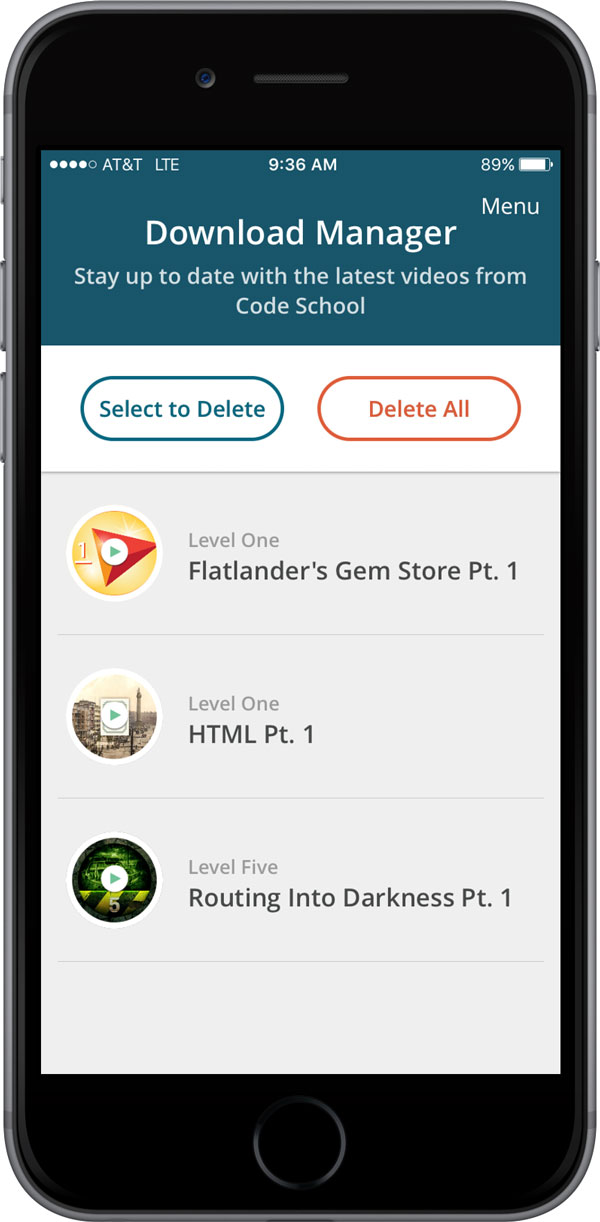 AT&T LTE 9:36 AM 89%
Menu
Download Manager
Stay up to date with the latest videos from
Code School
Select to Delete Delete All
1
Level One
Flatlander's Gem Store Pt. 1
Level One
HTML Pt. 1
5
Level Five
Routing Into Darkness Pt. 1